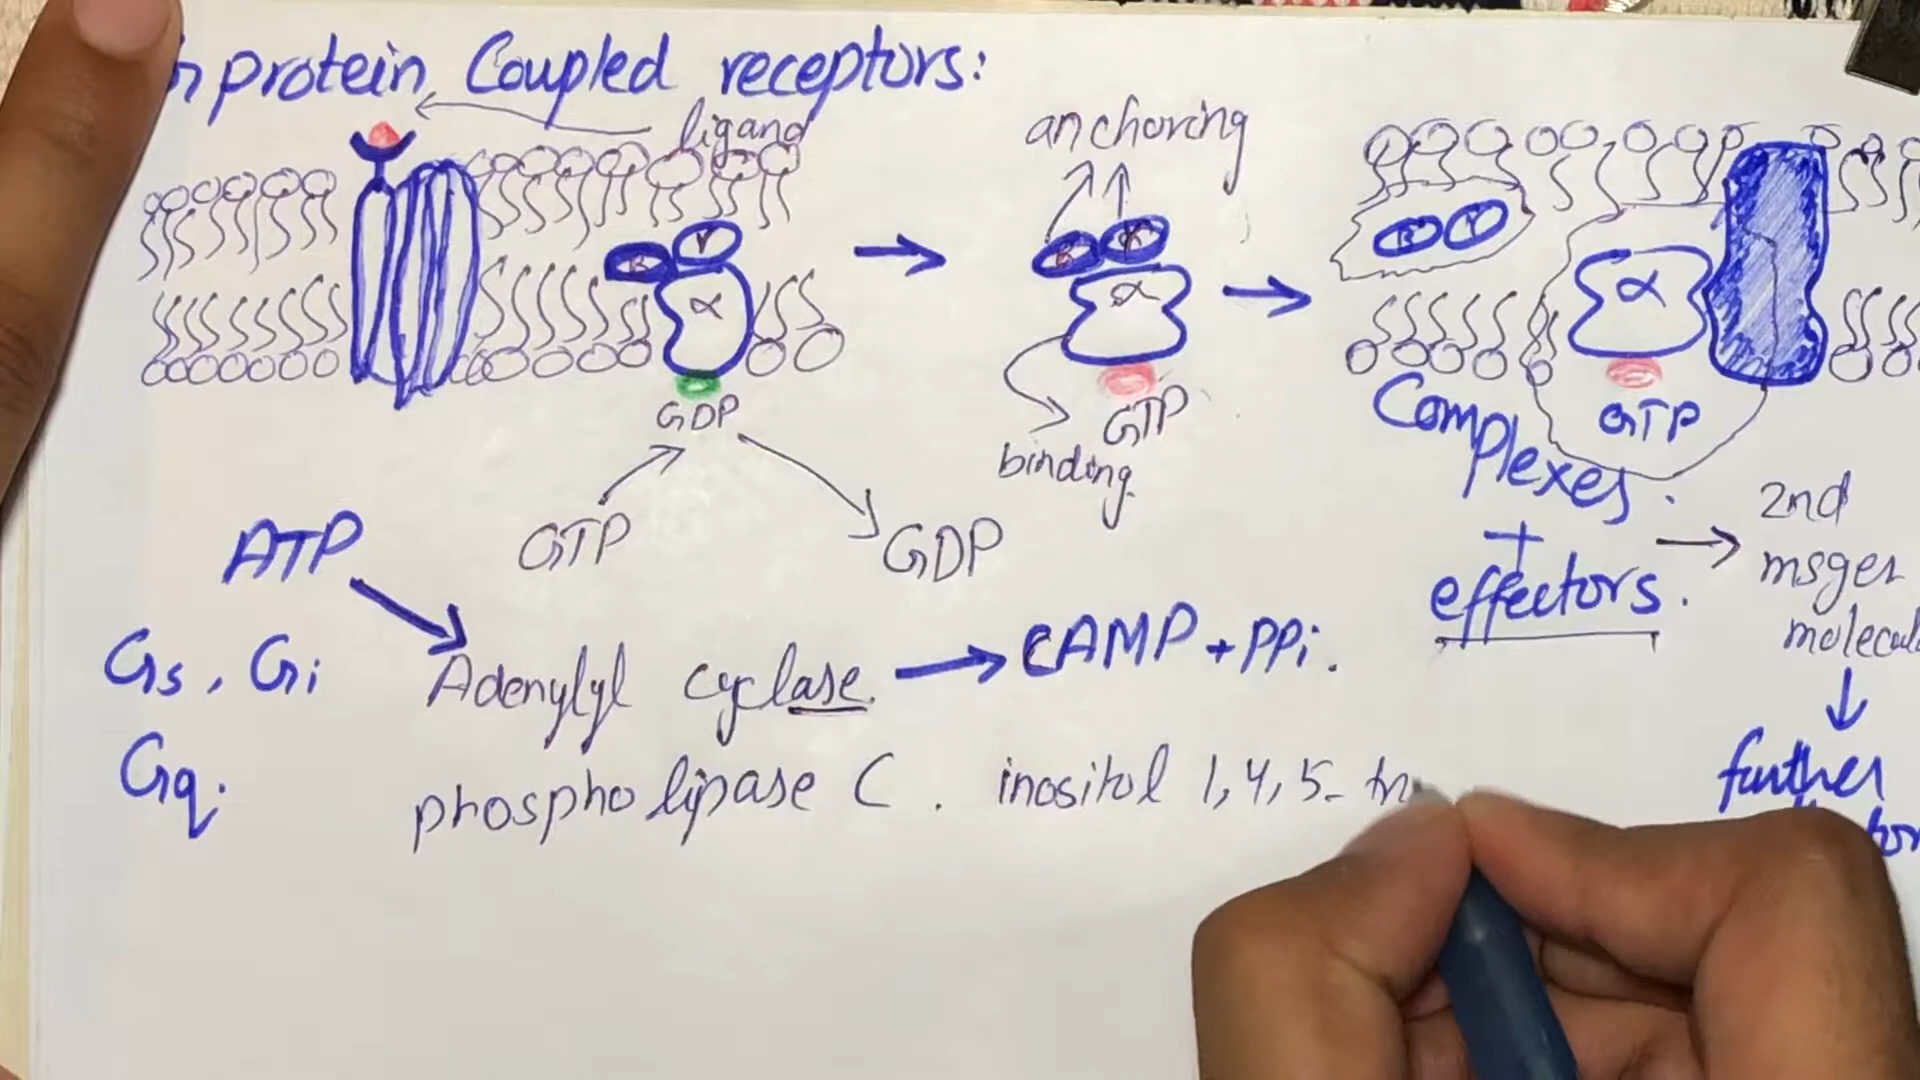 protein Coupled receptors:
ligand
anchoring
B γ
α
GDP
B γ
α
GTP
binding
B γ
α
GTP
Complexes.
+
effectors.
2nd
msger
molecul
further
GTP
GDP
ATP
Gs, Gi
Adenylyl cyclase. → CAMP + PPi.
Gq.
phospholipase C. inositol 1,4,5-